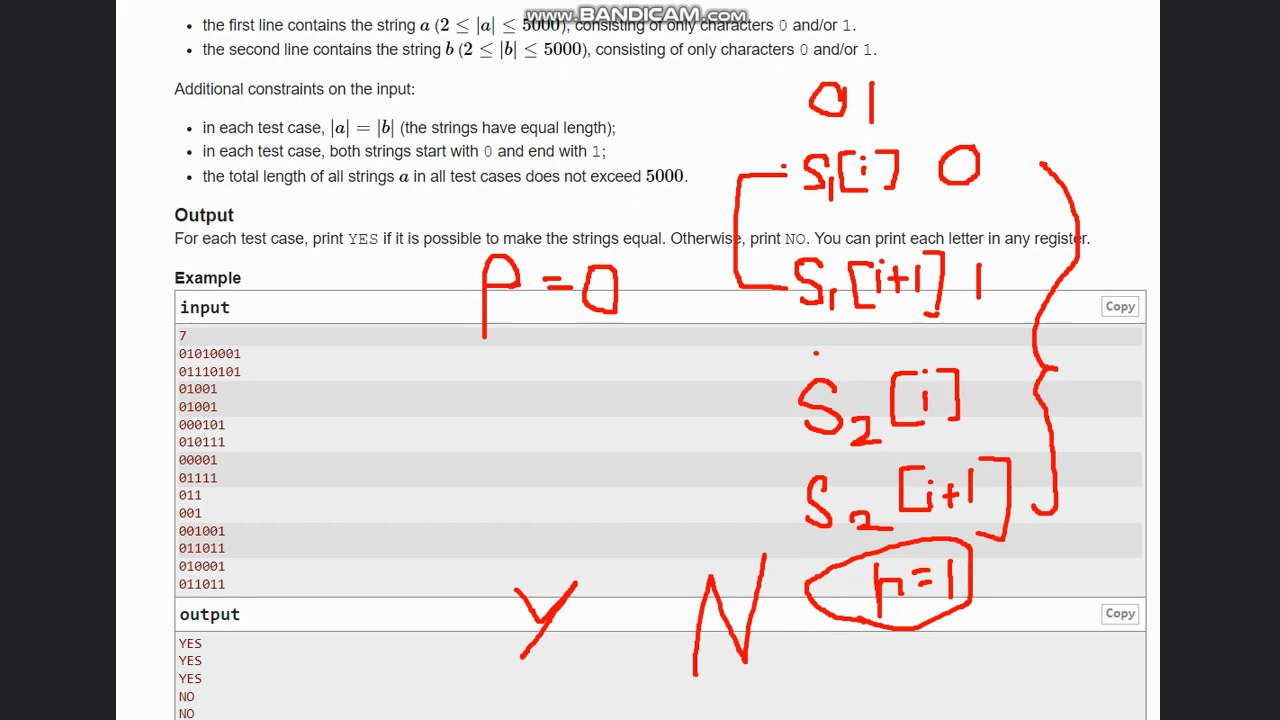 www.BANDICAM.com
• the first line contains the string a (2 ≤ |a| ≤ 5000), consisting of only characters 0 and/or 1.
• the second line contains the string b (2 ≤ |b| ≤ 5000), consisting of only characters 0 and/or 1.
Additional constraints on the input:
• in each test case, |a| = |b| (the strings have equal length);
• in each test case, both strings start with 0 and end with 1;
• the total length of all strings a in all test cases does not exceed 5000.
01
S1[i] 0
Output
For each test case, print YES if it is possible to make the strings equal. Otherwise, print NO. You can print each letter in any register.
Example
P = 0
S1[i+1] 1
input
Copy
7
01010001
01110101
01001
01001
000101
010111
00001
01111
011
001
001001
011011
010001
011011
S2[i]
S2[i+1]
Y N
output
Copy
YES
YES
YES
NO
NO